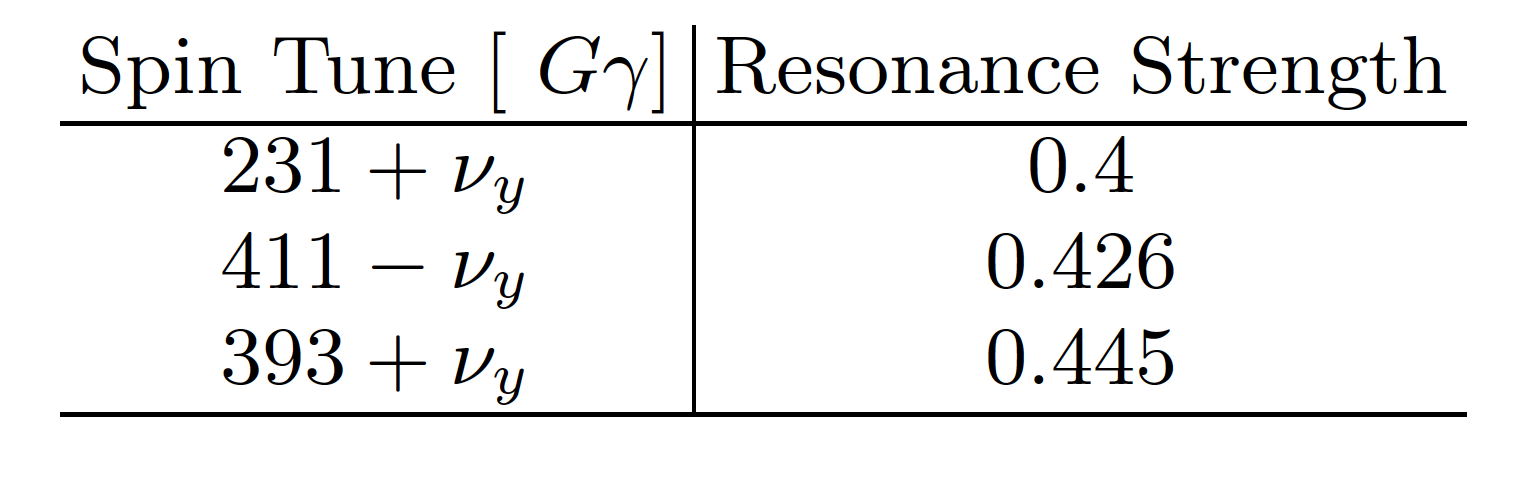 Spin Tune [ Gγ] Resonance Strength
231 + ν_y 0.4
411 − ν_y 0.426
393 + ν_y 0.445